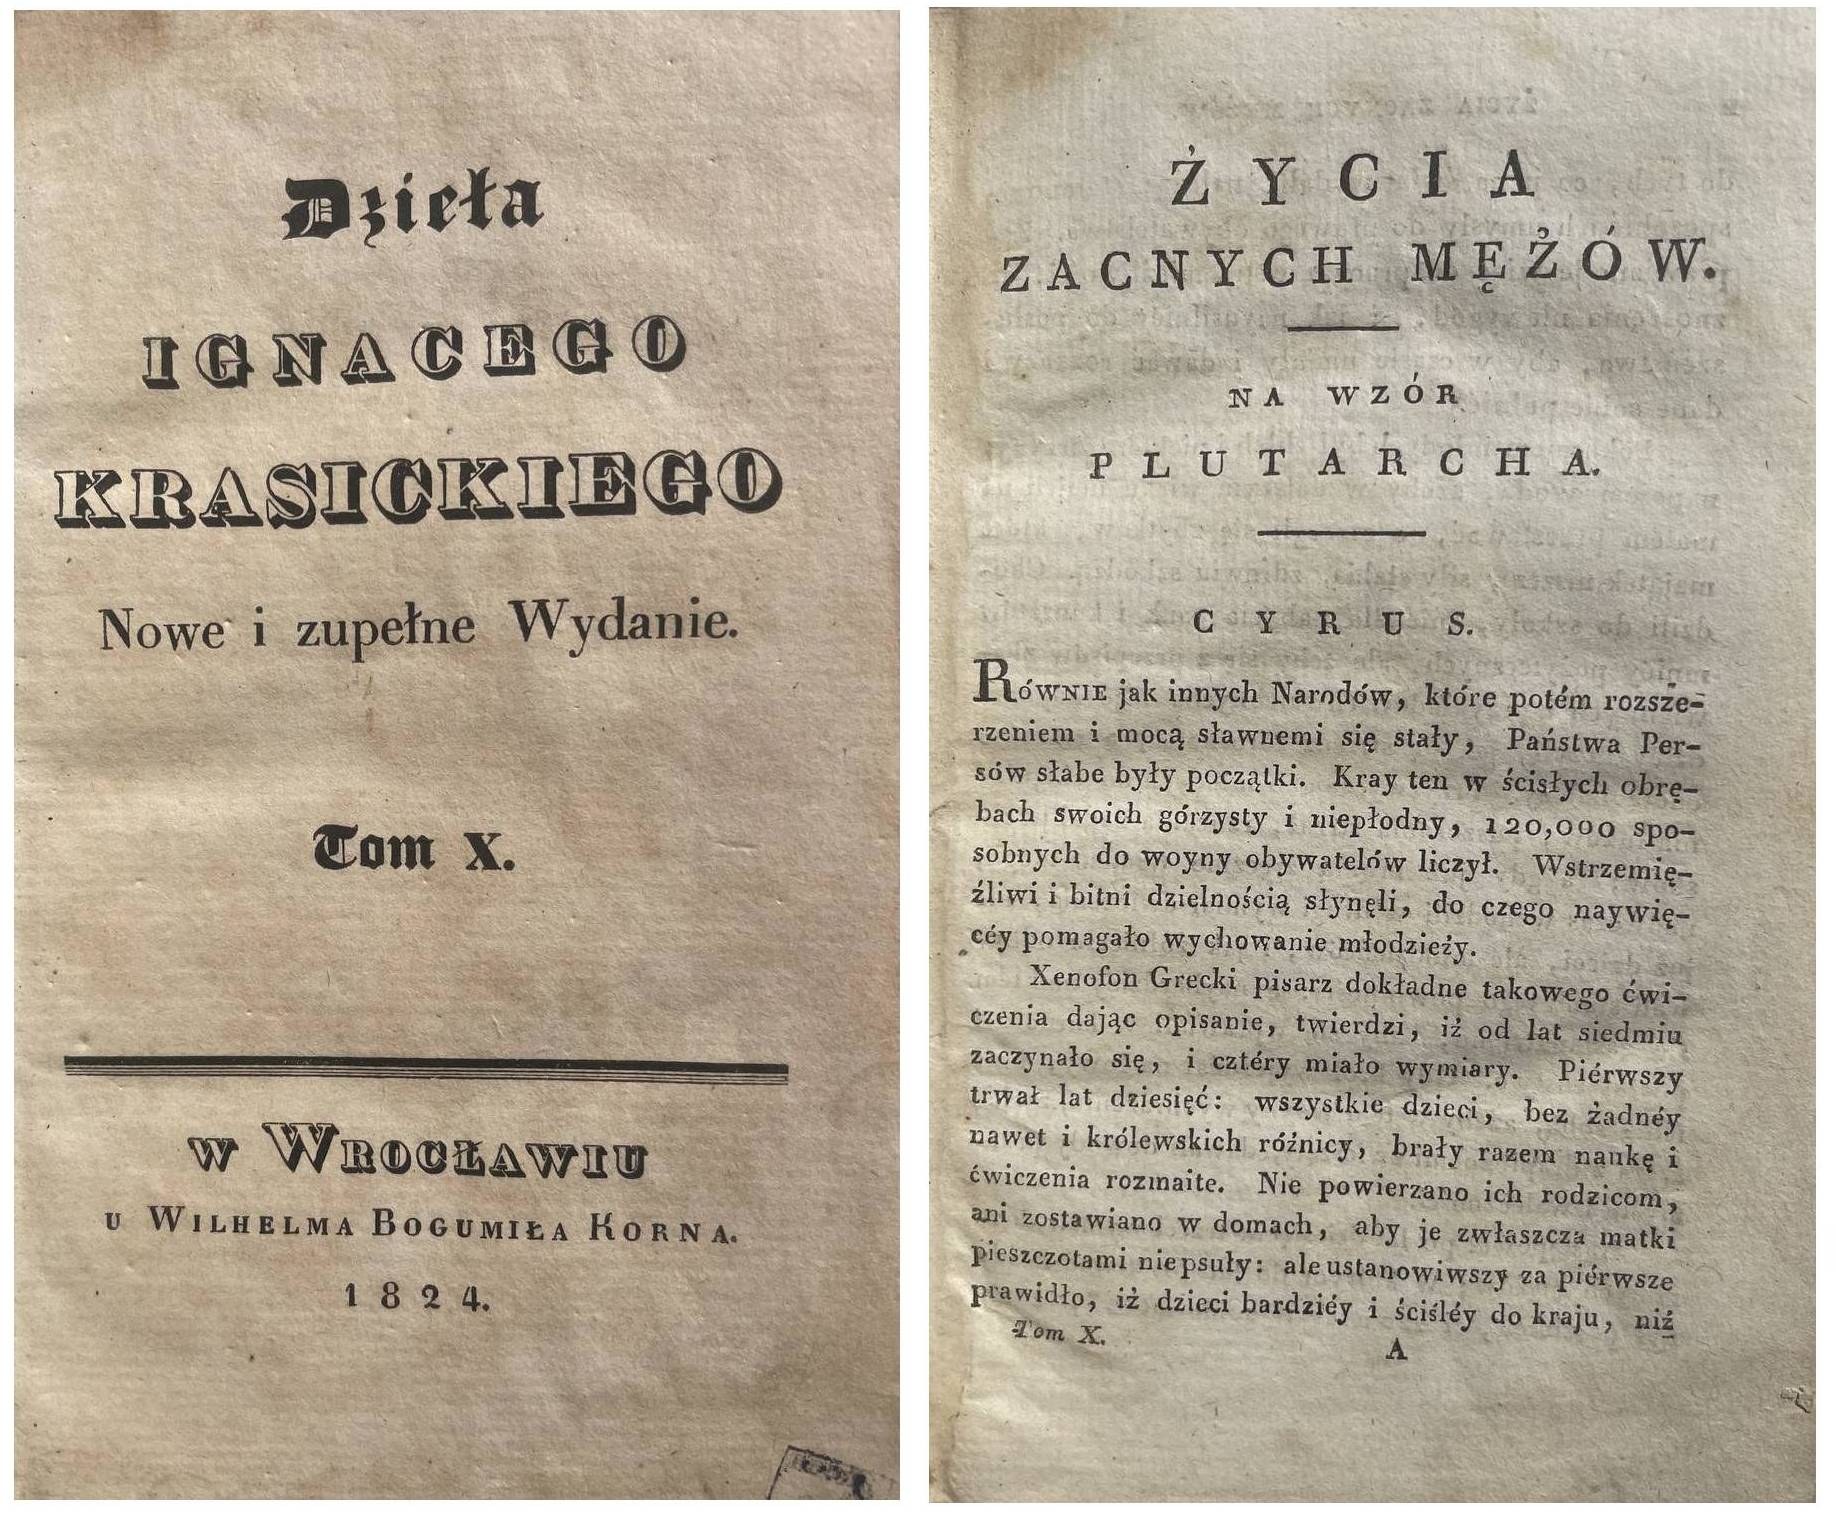 Dzieła
IGNACEGO
KRASICKIEGO
Nowe i zupełne Wydanie.
Tom X.
w WROCŁAWIU
u WILHELMA BOGUMIŁA KORNA.
1824.
ŻYCIA
ZACNYCH MĘŻÓW.
NA WZÓR
PLUTARCHA.
CYRUS.
RÓWNIE jak innych Narodów, które potém rozsze-
rzeniem i mocą sławnemi się stały, Państwa Per-
sów słabe były początki. Kray ten w ścisłych obrę-
bach swoich górzysty i niepłodny, 120,000 spo-
sobnych do woyny obywatelów liczył. Wstrzemię-
źliwi i bitni dzielnością słynęli, do czego naywię-
céy pomagało wychowanie młodzieży.
Xenofon Grecki pisarz dokładne takowego ćwi-
czenia dając opisanie, twierdzi, iż od lat siedmiu
zaczynało się, i cztéry miało wymiary. Piérwszy
trwał lat dziesięć: wszystkie dzieci, bez żadnéy
nawet i królewskich różnicy, brały razem naukę i
ćwiczenia rozmaite. Nie powierzano ich rodzicom,
ani zostawiano w domach, aby je zwłaszcza matki
pieszczotami niepsuły: ale ustanowiwszy za piérwsze
prawidło, iż dzieci bardziéy i ściśléy do kraju, niż
Tom X.
A